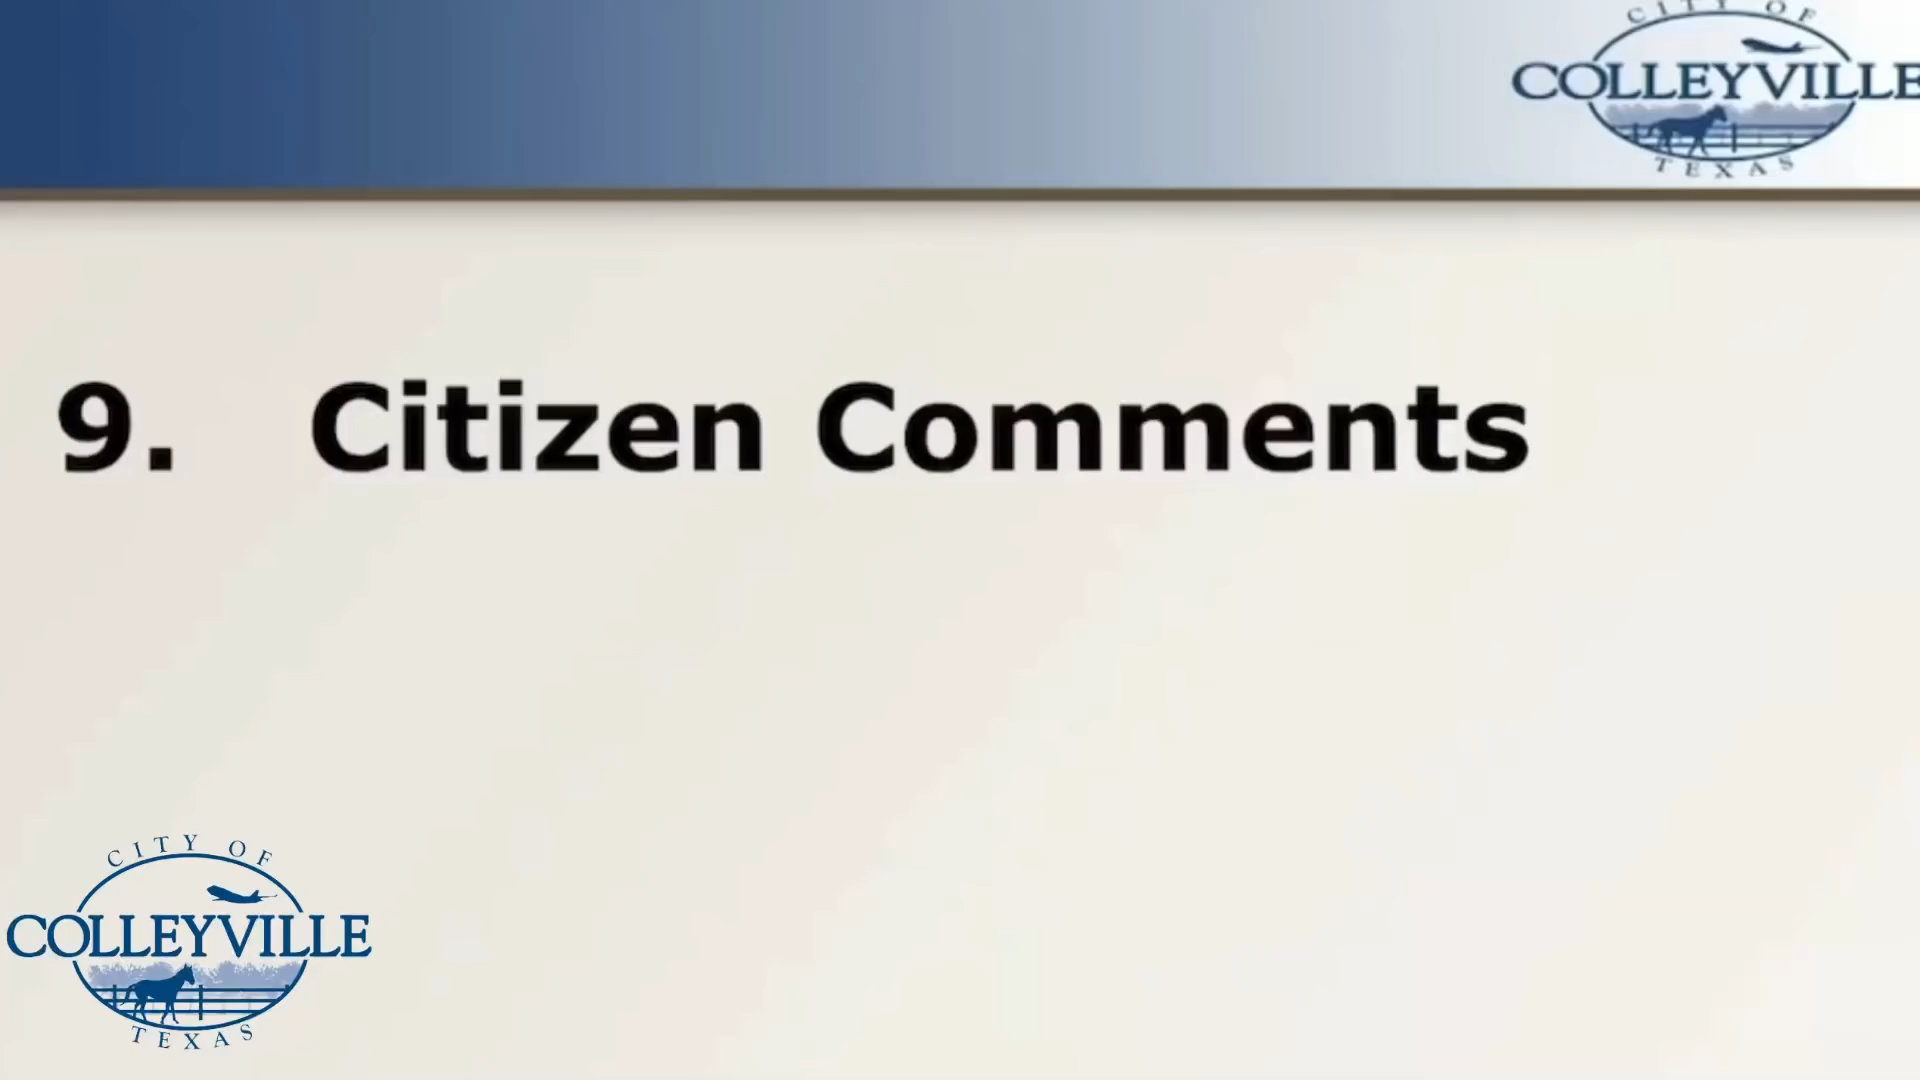 CITY OF
COLLEYVILLE
TEXAS
9. Citizen Comments
CITY OF
COLLEYVILLE
TEXAS